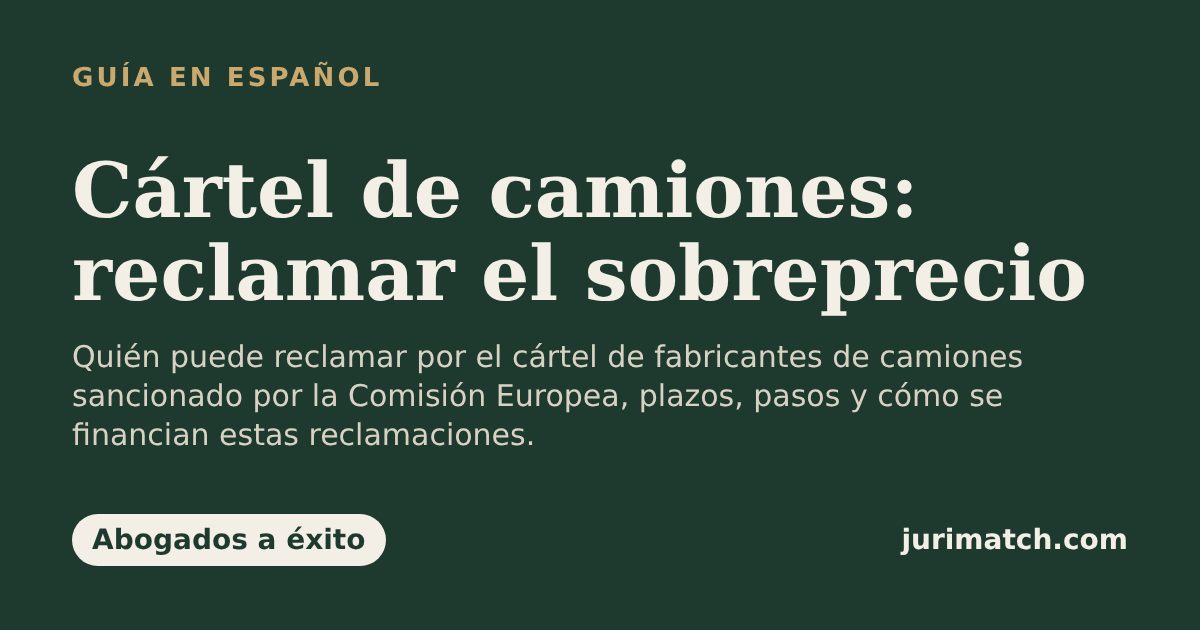 GUÍA EN ESPAÑOL
Cártel de camiones:
reclamar el sobreprecio
Quién puede reclamar por el cártel de fabricantes de camiones
sancionado por la Comisión Europea, plazos, pasos y cómo se
financian estas reclamaciones.
Abogados a éxito
jurimatch.com